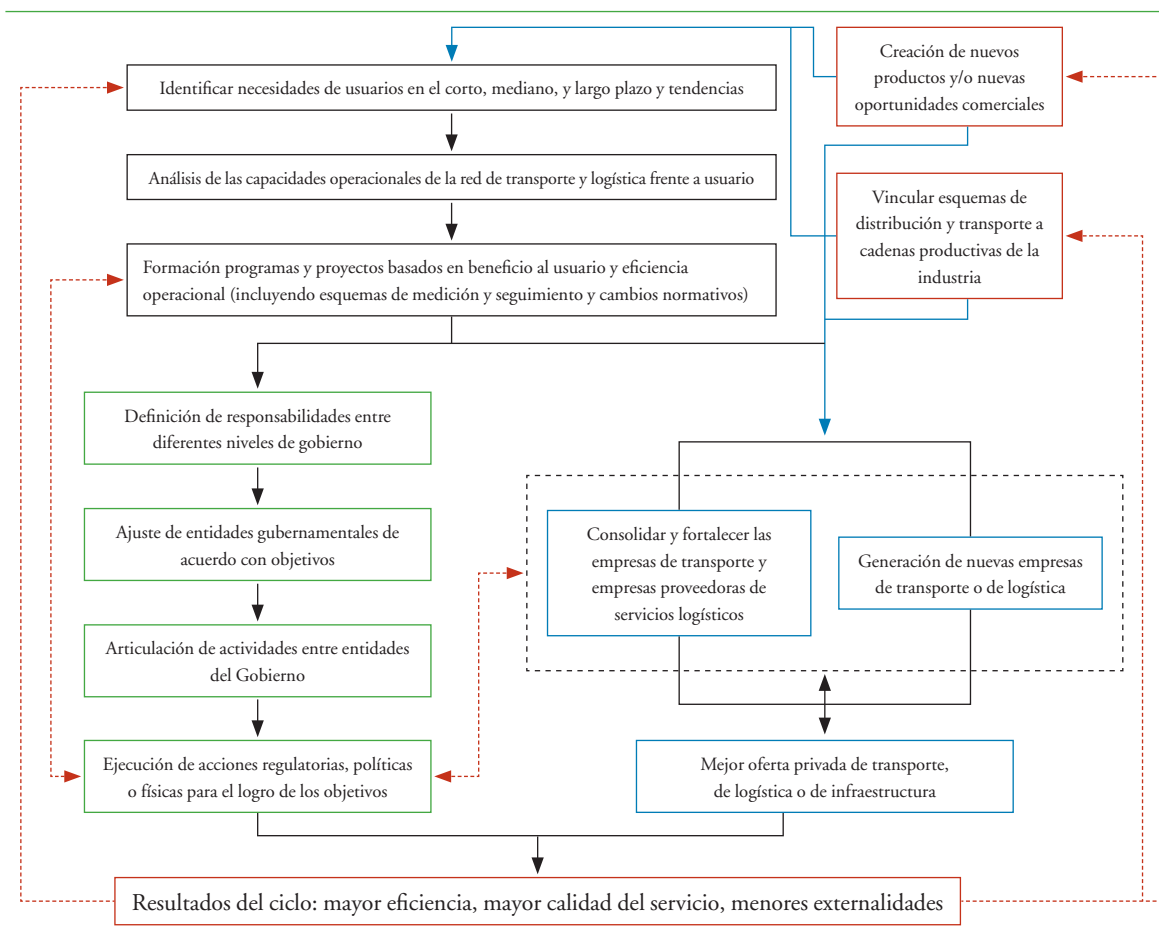 Creación de nuevos
productos y/o nuevas
oportunidades comerciales
Identificar necesidades de usuarios en el corto, mediano, y largo plazo y tendencias
Análisis de las capacidades operacionales de la red de transporte y logística frente a usuario
Vincular esquemas de
distribución y transporte a
cadenas productivas de la
industria
Formación programas y proyectos basados en beneficio al usuario y eficiencia
operacional (incluyendo esquemas de medición y seguimiento y cambios normativos)
Definición de responsabilidades entre
diferentes niveles de gobierno
Ajuste de entidades gubernamentales de
acuerdo con objetivos
Articulación de actividades entre entidades
del Gobierno
Ejecución de acciones regulatorias, políticas
o físicas para el logro de los objetivos
Consolidar y fortalecer las
empresas de transporte y
empresas proveedoras de
servicios logísticos
Generación de nuevas empresas
de transporte o de logística
Mejor oferta privada de transporte,
de logística o de infraestructura
Resultados del ciclo: mayor eficiencia, mayor calidad del servicio, menores externalidades